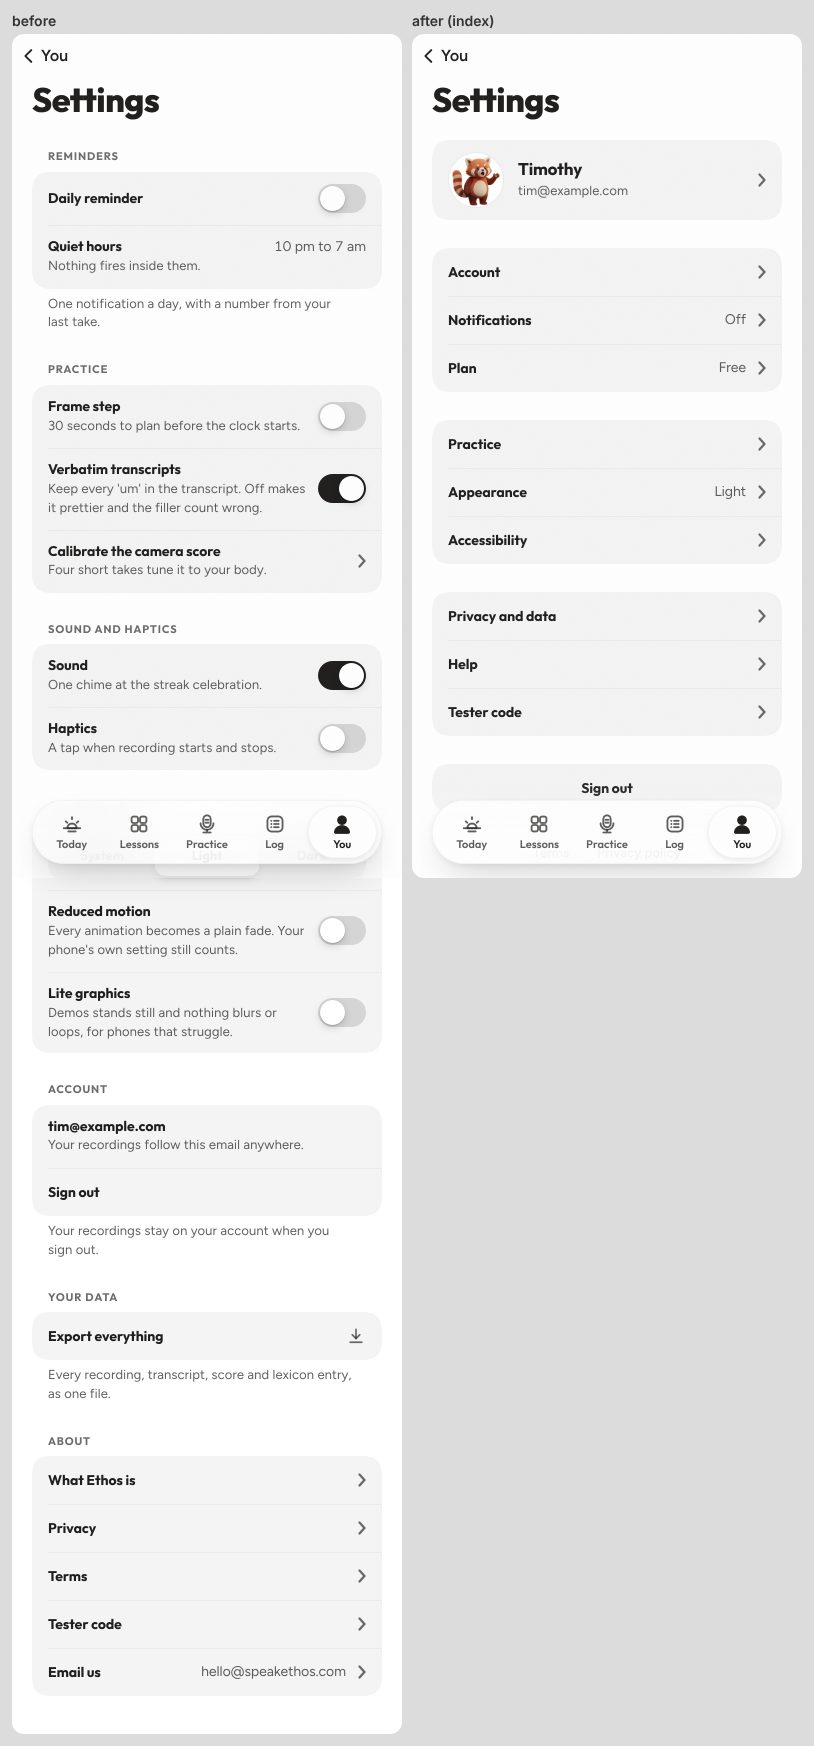 before
You
Settings
REMINDERS
Daily reminder
Quiet hours
10 pm to 7 am
Nothing fires inside them.
One notification a day, with a number from your
last take.
PRACTICE
Frame step
30 seconds to plan before the clock starts.
Verbatim transcripts
Keep every 'um' in the transcript. Off makes
it prettier and the filler count wrong.
Calibrate the camera score
Four short takes tune it to your body.
SOUND AND HAPTICS
Sound
One chime at the streak celebration.
Haptics
A tap when recording starts and stops.
Today
Lessons
Practice
Log
You
System
Light
Dark
Reduced motion
Every animation becomes a plain fade. Your
phone's own setting still counts.
Lite graphics
Demos stands still and nothing blurs or
loops, for phones that struggle.
ACCOUNT
tim@example.com
Your recordings follow this email anywhere.
Sign out
Your recordings stay on your account when you
sign out.
YOUR DATA
Export everything
Every recording, transcript, score and lexicon entry,
as one file.
ABOUT
What Ethos is
Privacy
Terms
Tester code
Email us
hello@speakethos.com
after (index)
You
Settings
Timothy
tim@example.com
Account
Notifications
Off
Plan
Free
Practice
Appearance
Light
Accessibility
Privacy and data
Help
Tester code
Sign out
Today
Lessons
Practice
Log
You
Terms
Privacy policy